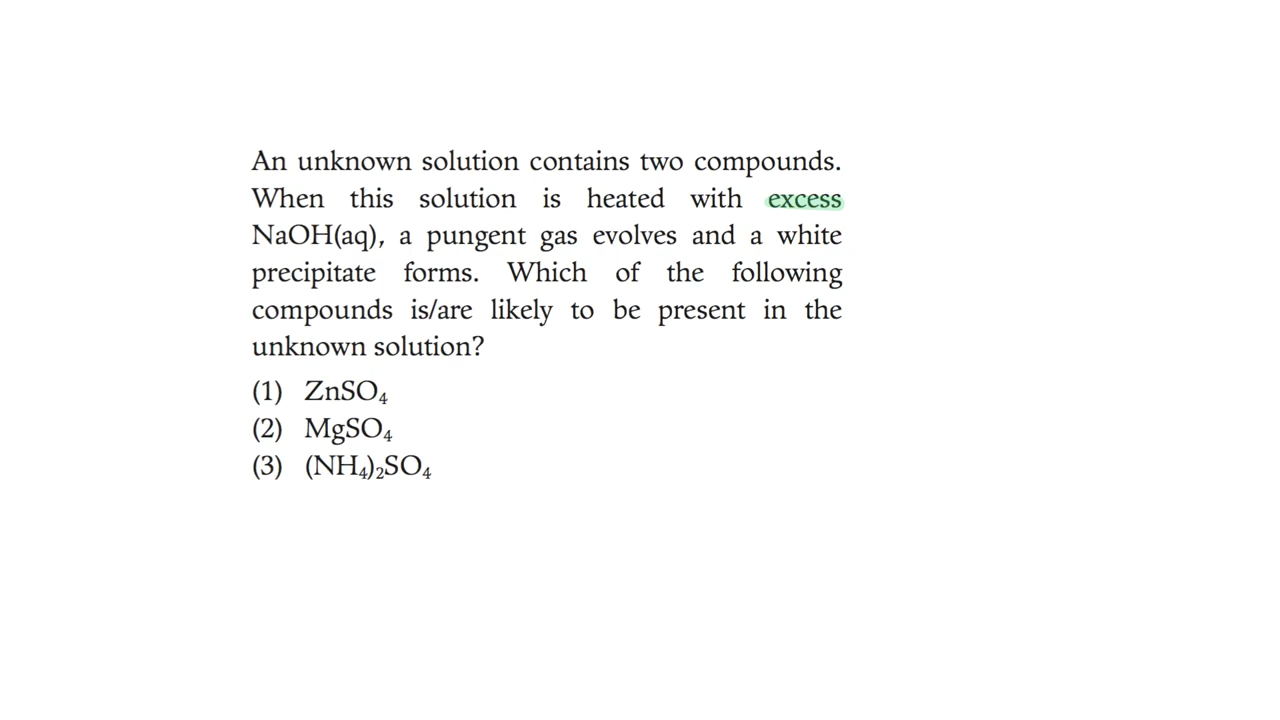 An unknown solution contains two compounds.
When this solution is heated with excess
NaOH(aq), a pungent gas evolves and a white
precipitate forms. Which of the following
compounds is/are likely to be present in the
unknown solution?
(1) ZnSO₄
(2) MgSO₄
(3) (NH₄)₂SO₄